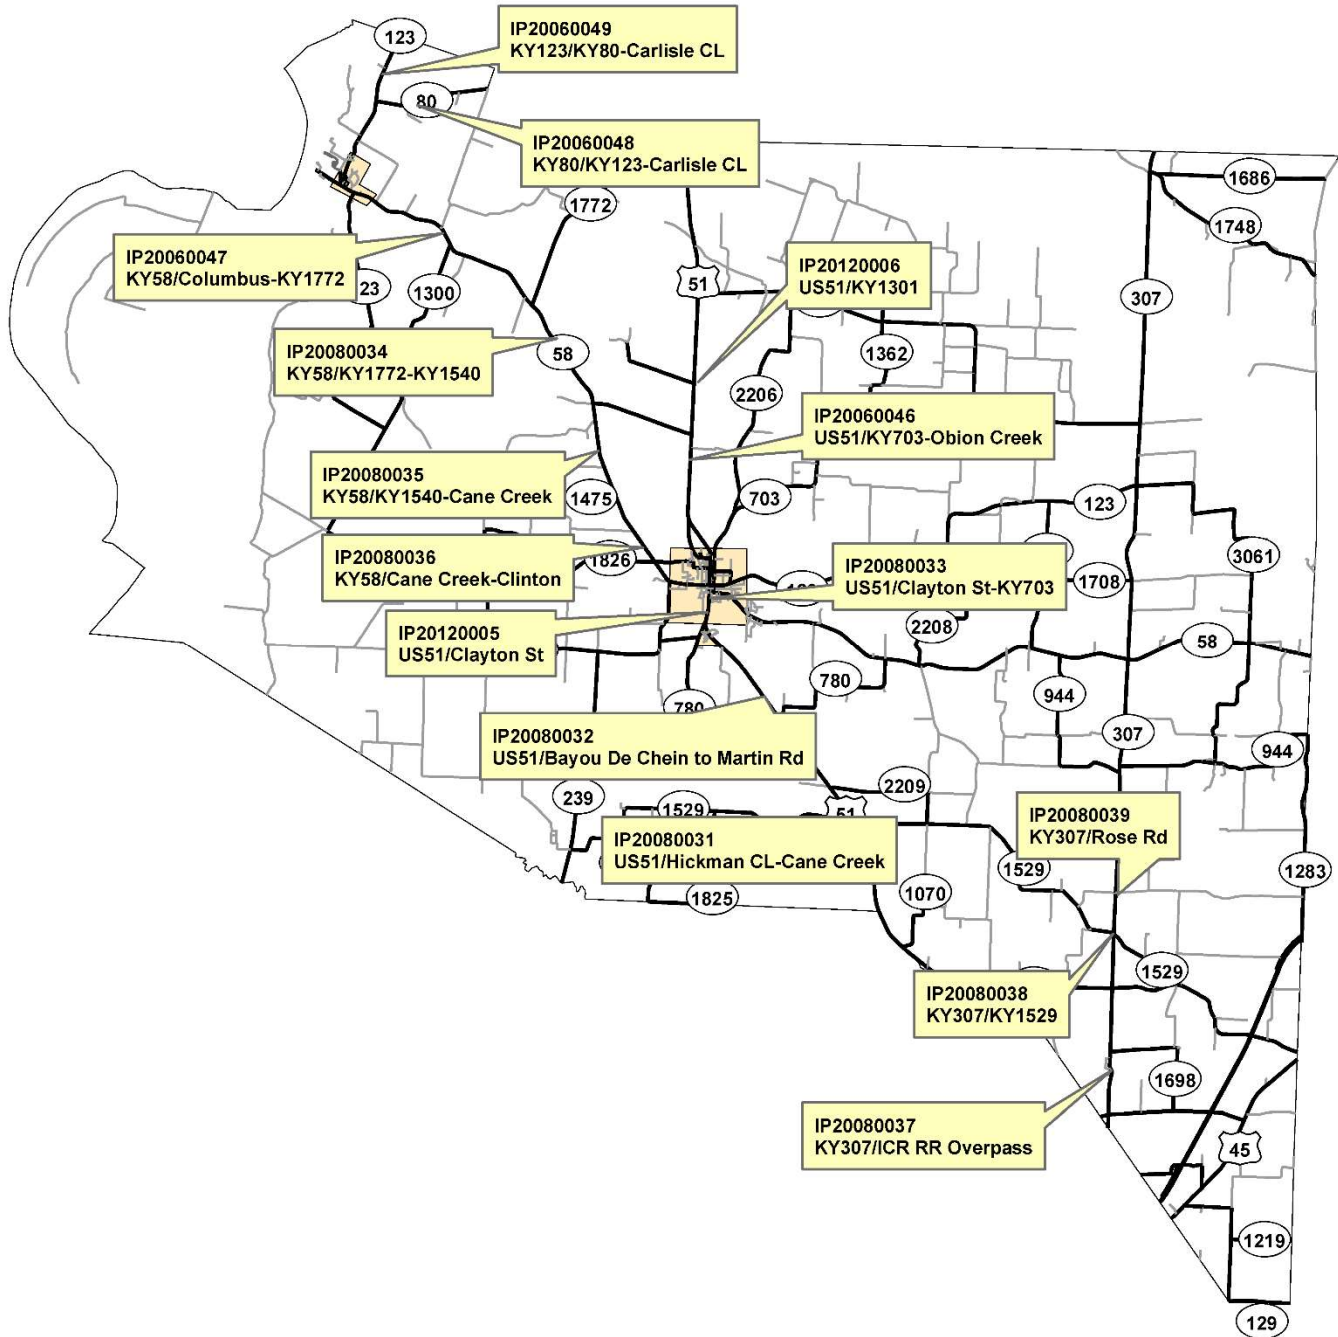 123
IP20060049
KY123/KY80-Carlisle CL
80
IP20060048
KY80/KY123-Carlisle CL
1686
1772
1748
IP20060047
KY58/Columbus-KY1772
23
1300
51
IP20120006
US51/KY1301
307
IP20080034
KY58/KY1772-KY1540
58
1362
2206
IP20060046
US51/KY703-Obion Creek
IP20080035
KY58/KY1540-Cane Creek
1475
703
123
IP20080036
KY58/Cane Creek-Clinton
1826
IP20080033
US51/Clayton St-KY703
1708
3061
IP20120005
US51/Clayton St
2208
58
780
780
944
IP20080032
US51/Bayou De Chein to Martin Rd
307
944
239
1529
2209
51
IP20080039
KY307/Rose Rd
IP20080031
US51/Hickman CL-Cane Creek
1529
1283
1825
1070
1529
IP20080038
KY307/KY1529
1698
IP20080037
KY307/ICR RR Overpass
45
1219
129